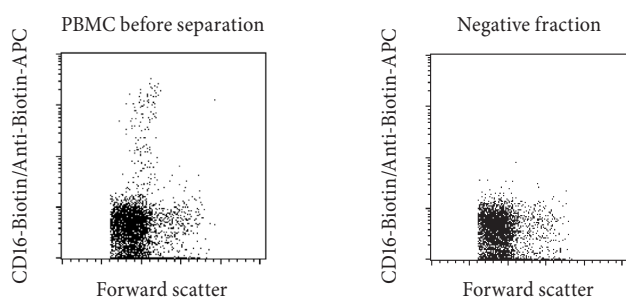 PBMC before separation
CD16-Biotin/Anti-Biotin-APC
Forward scatter
Negative fraction
CD16-Biotin/Anti-Biotin-APC
Forward scatter